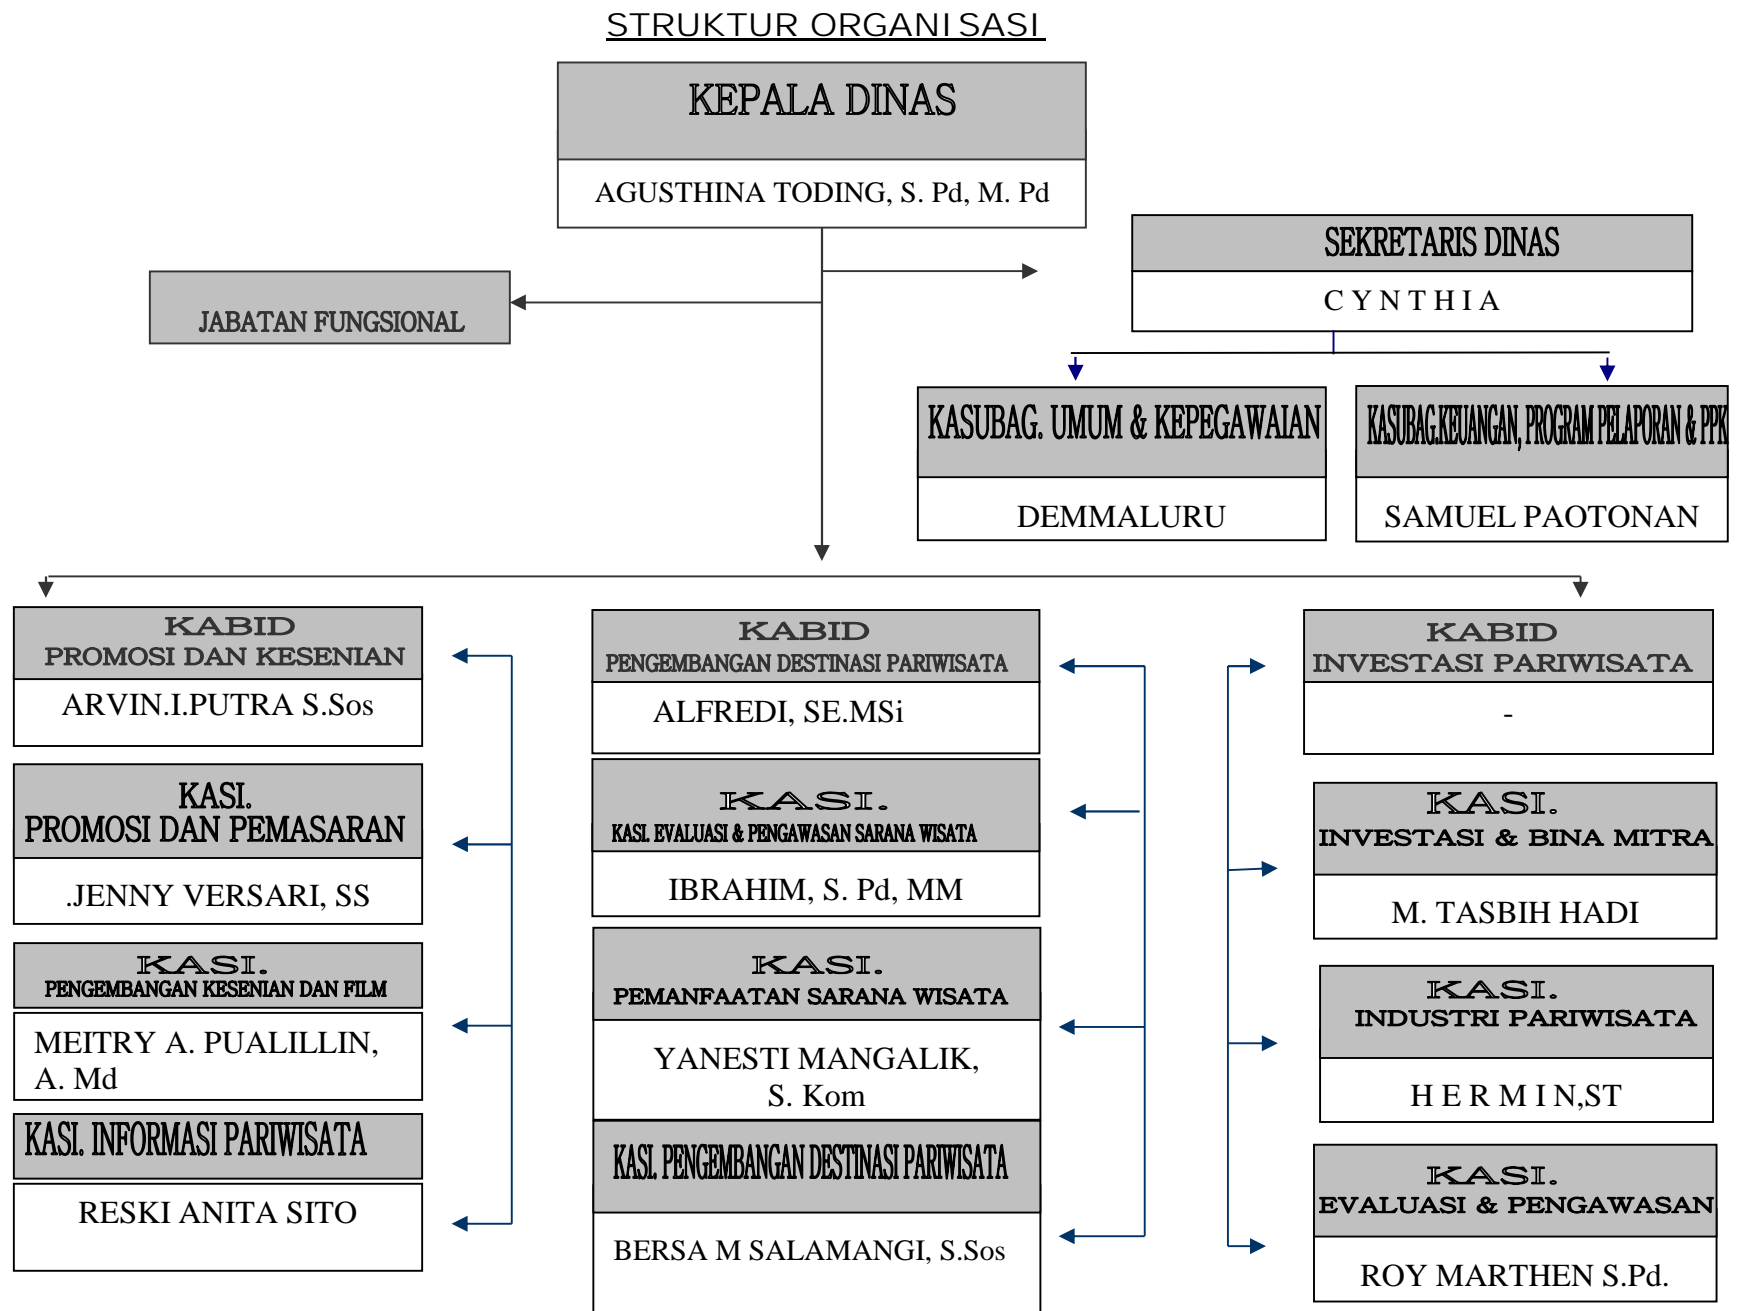 STRUKTUR ORGANISASI
KEPALA DINAS
AGUSTHINA TODING, S. Pd, M. Pd
SEKRETARIS DINAS
C Y N T H I A
JABATAN FUNGSIONAL
KASUBAG. UMUM & KEPEGAWAIAN
DEMMALURU
KASUBAG.KEUANGAN, PROGRAM PELAPORAN & PPK
SAMUEL PAOTONAN
KABID
PROMOSI DAN KESENIAN
ARVIN.I.PUTRA S.Sos
KASI.
PROMOSI DAN PEMASARAN
.JENNY VERSARI, SS
KASI.
PENGEMBANGAN KESENIAN DAN FILM
MEITRY A. PUALILLIN,
A. Md
KASI. INFORMASI PARIWISATA
RESKI ANITA SITO
KABID
PENGEMBANGAN DESTINASI PARIWISATA
ALFREDI, SE.MSi
KASI.
KASI. EVALUASI & PENGAWASAN SARANA WISATA
IBRAHIM, S. Pd, MM
KASI.
PEMANFAATAN SARANA WISATA
YANESTI MANGALIK,
S. Kom
KASI. PENGEMBANGAN DESTINASI PARIWISATA
BERSA M SALAMANGI, S.Sos
KABID
INVESTASI PARIWISATA
-
KASI.
INVESTASI & BINA MITRA
M. TASBIH HADI
KASI.
INDUSTRI PARIWISATA
H E R M I N,ST
KASI.
EVALUASI & PENGAWASAN
ROY MARTHEN S.Pd.